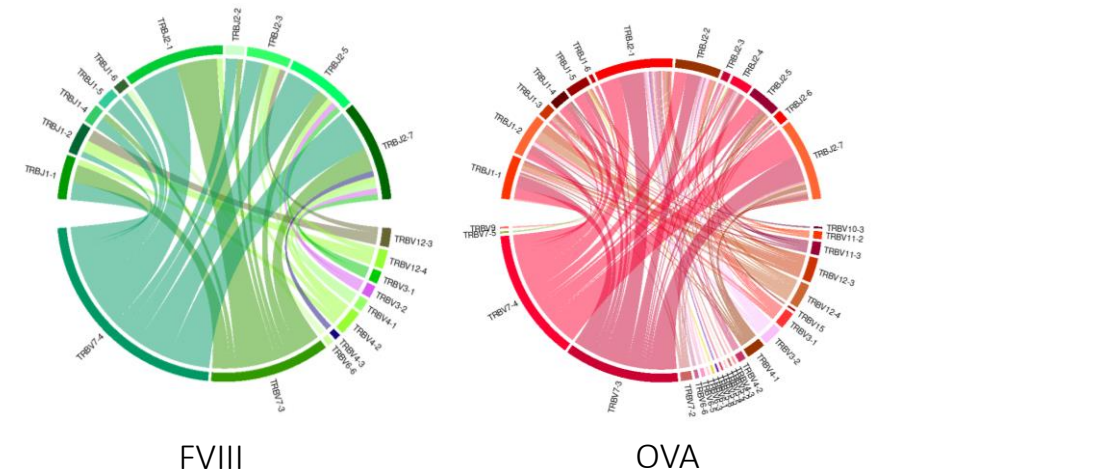 TRBJ1-1
TRBJ1-2
TRBJ1-4
TRBJ1-5
TRBJ1-6
TRBJ2-1
TRBJ2-2
TRBJ2-3
TRBJ2-5
TRBJ2-7
TRBV12-3
TRBV12-4
TRBV3-1
TRBV3-2
TRBV4-1
TRBV4-2
TRBV4-3
TRBV6-6
TRBV7-3
TRBV7-4
FVIII
TRBJ1-1
TRBJ1-2
TRBJ1-3
TRBJ1-4
TRBJ1-5
TRBJ1-6
TRBJ2-1
TRBJ2-2
TRBJ2-3
TRBJ2-4
TRBJ2-5
TRBJ2-6
TRBJ2-7
TRBV10-3
TRBV11-2
TRBV11-3
TRBV12-3
TRBV12-4
TRBV15
TRBV3-1
TRBV3-2
TRBV4-1
TRBV4-2
TRBV6-6
TRBV7-2
TRBV7-3
TRBV7-4
TRBV7-5
TRBV9
OVA